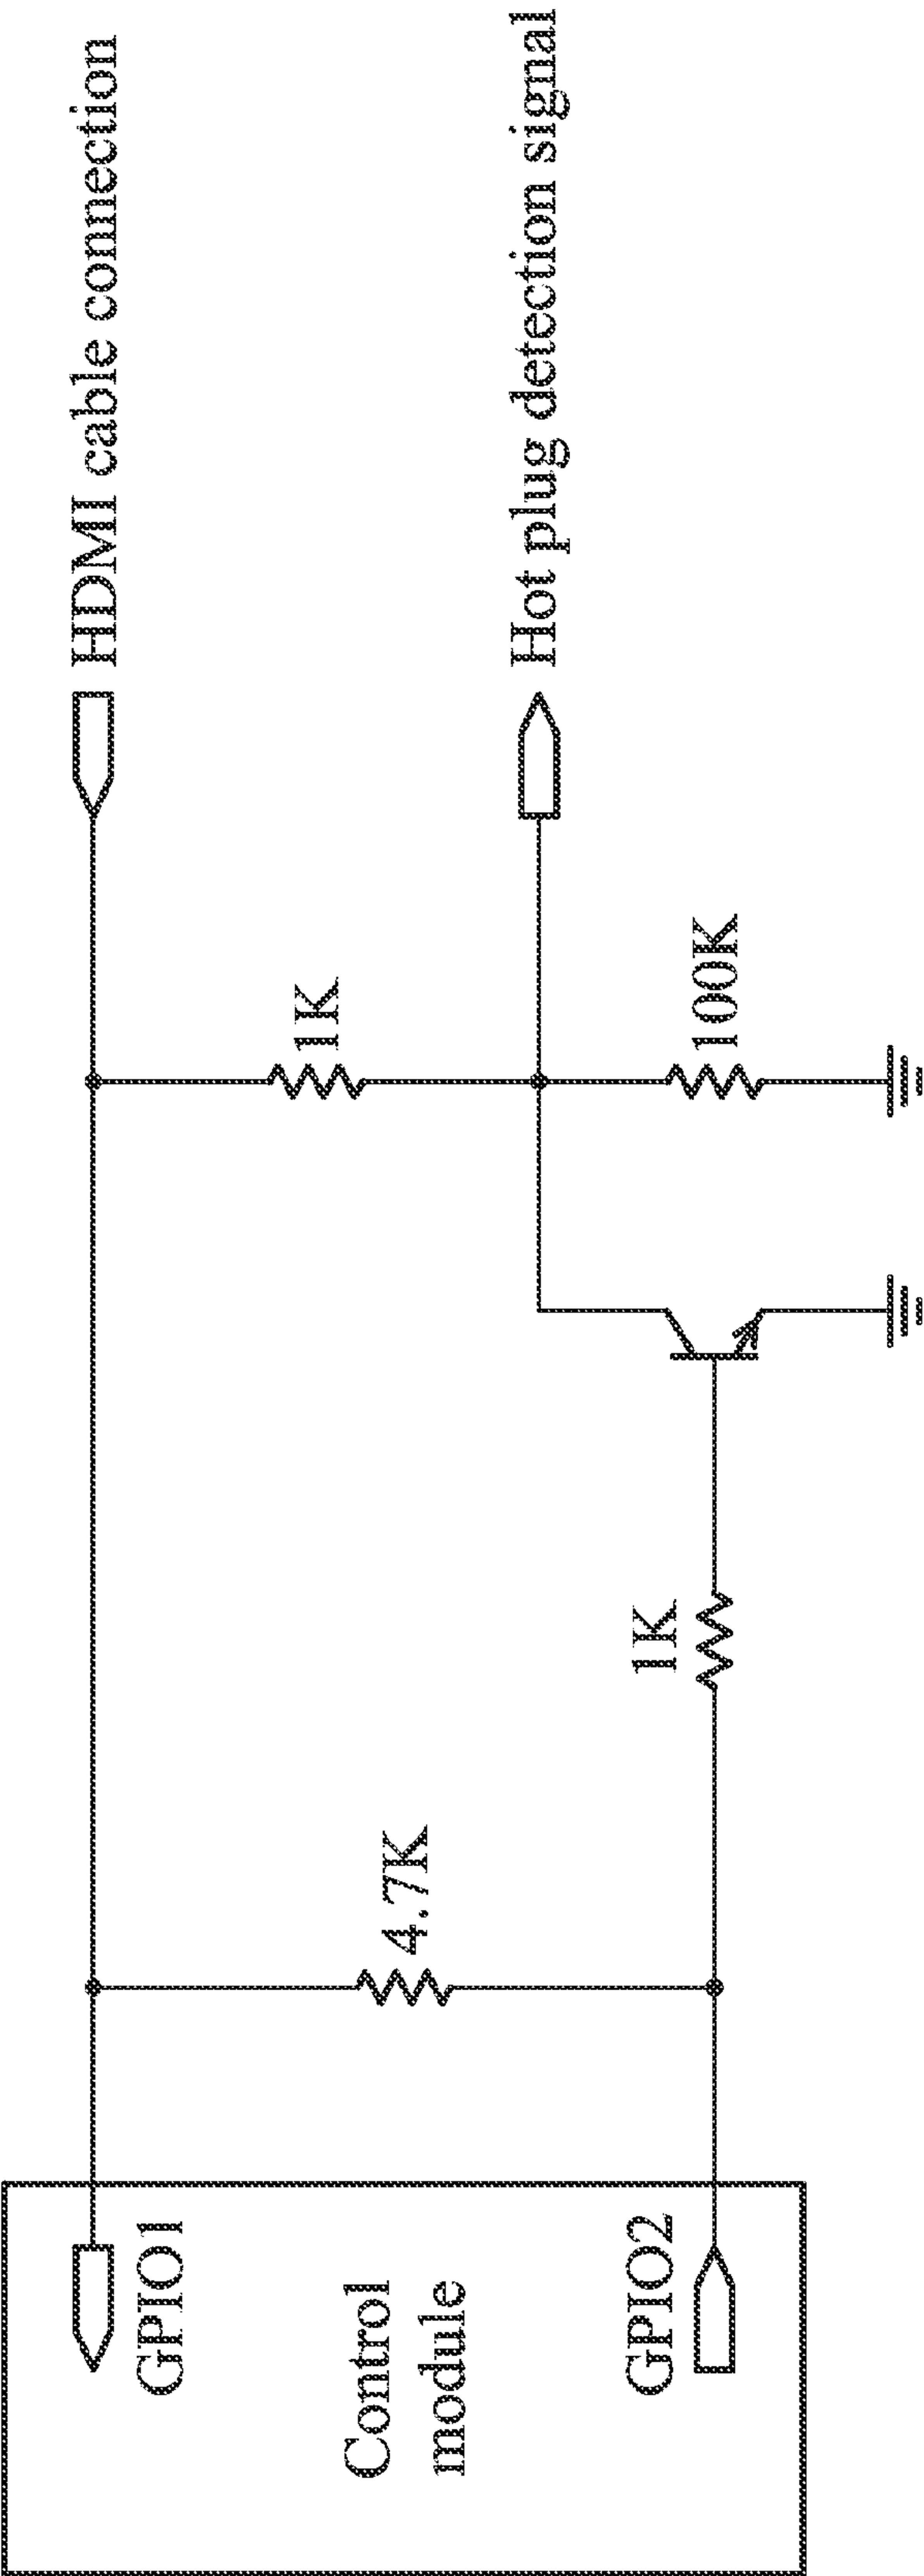 HDMI cable connection
Hot plug detection signal
1K
100K
1K
4.7K
GPIO1
Control
module
GPIO2